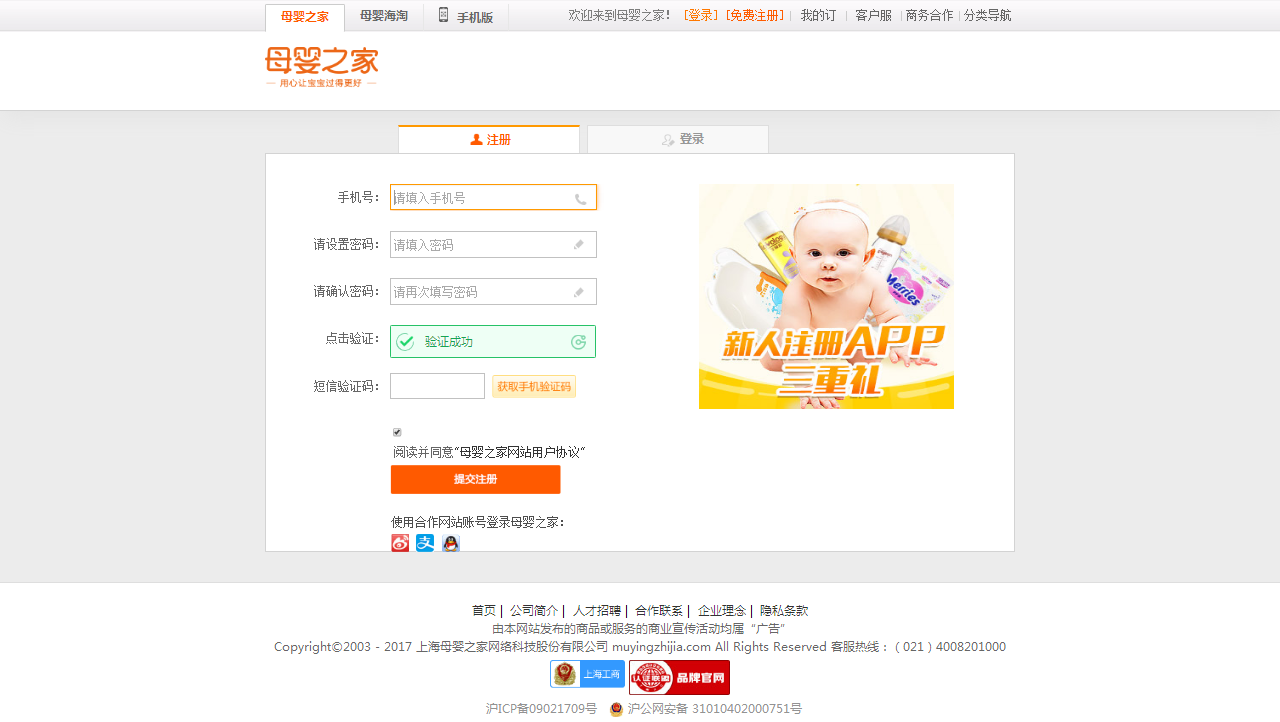 母婴之家 母婴海淘 手机版 欢迎来到母婴之家！ [登录] [免费注册] | 我的订 | 客户服 | 商务合作 | 分类导航
母婴之家
用心让宝宝过得更好
注册 登录
手机号： 请填入手机号
请设置密码： 请填入密码
请确认密码： 请再次填写密码
点击验证： 验证成功
短信验证码： 获取手机验证码
阅读并同意“母婴之家网站用户协议”
提交注册
使用合作网站账号登录母婴之家：
Merries
新人注册APP
三重礼
首页 | 公司简介 | 人才招聘 | 合作联系 | 企业理念 | 隐私条款
由本网站发布的商品或服务的商业宣传活动均属“广告”
Copyright©2003 - 2017 上海母婴之家网络科技股份有限公司 muyingzhijia.com All Rights Reserved 客服热线：（021）4008201000
上海工商 认证联盟 品牌官网
沪ICP备09021709号 沪公网安备 31010402000751号